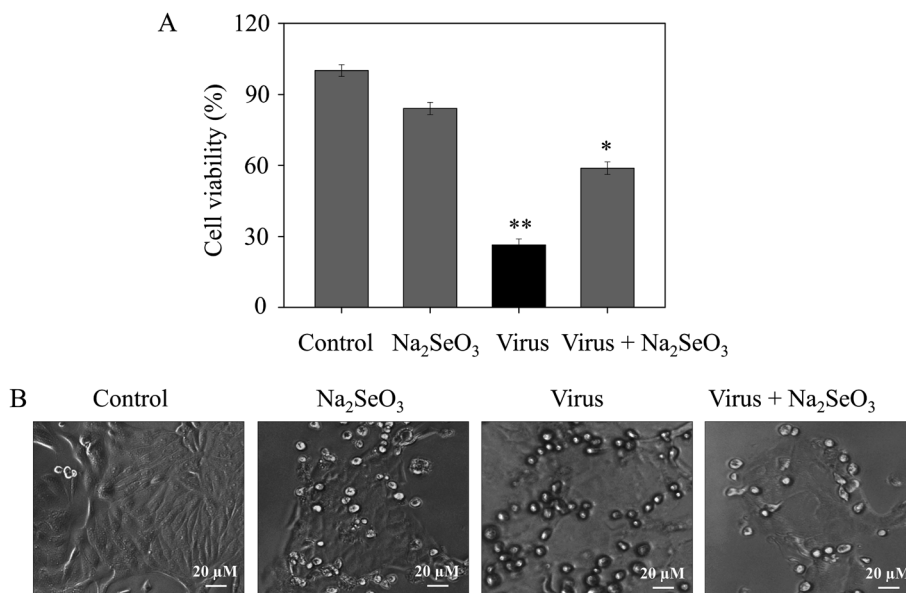 A
120
90
60
30
0
Cell viability (%)
**
*
Control Na₂SeO₃ Virus Virus + Na₂SeO₃
B
Control Na₂SeO₃ Virus Virus + Na₂SeO₃
20 μM 20 μM 20 μM 20 μM